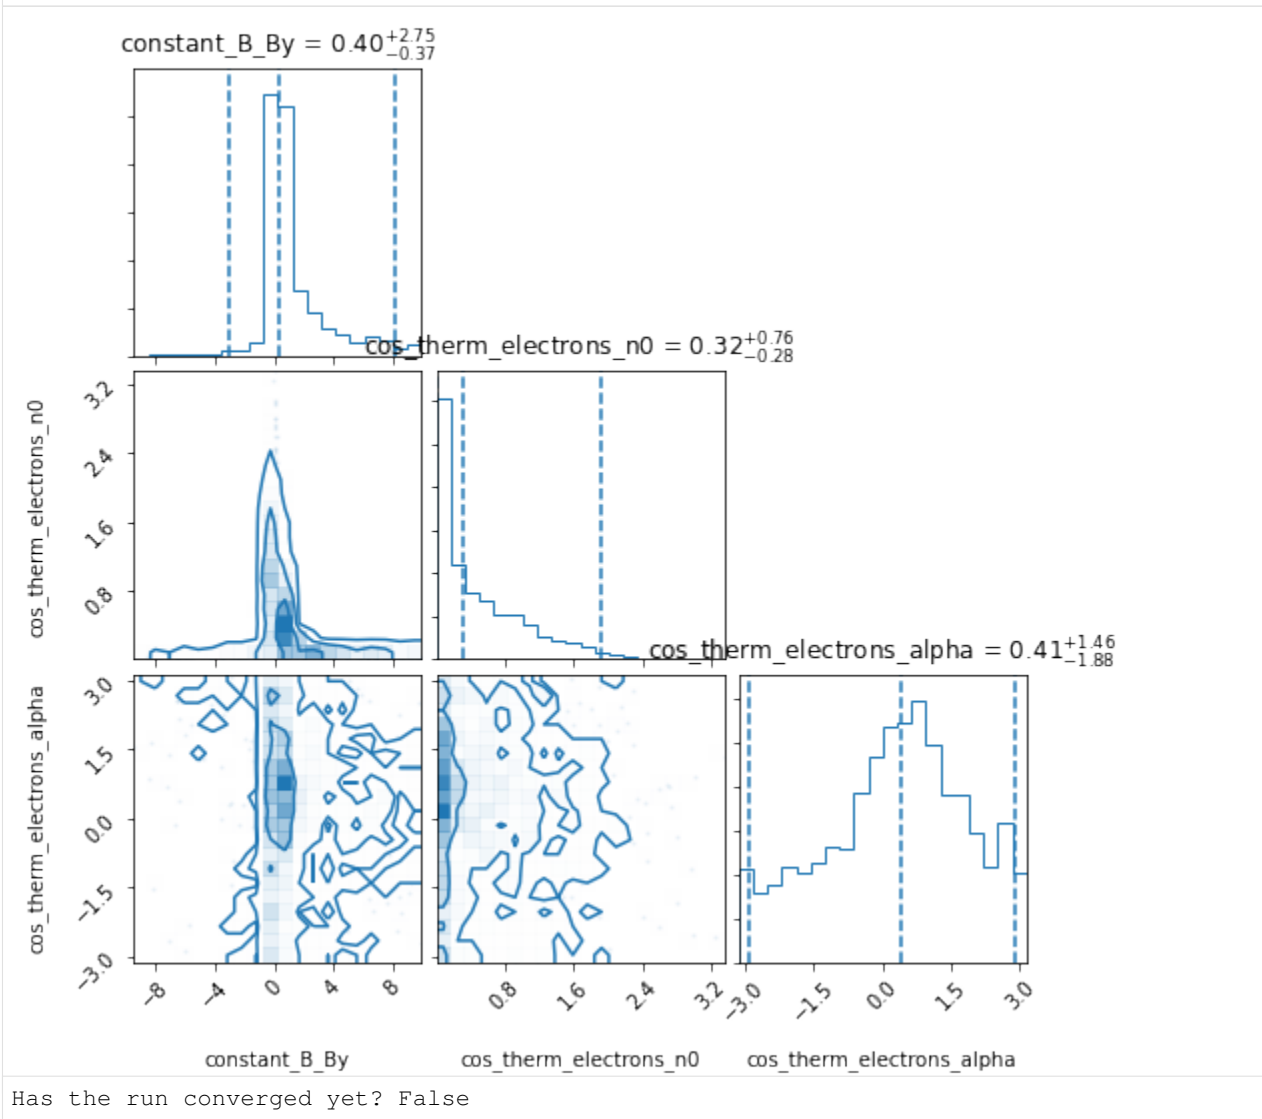 constant_B_By = 0.40+2.75 −0.37
cos_therm_electrons_n0 = 0.32+0.76 −0.28
3.2
2.4
1.6
0.8
cos_therm_electrons_n0
cos_therm_electrons_alpha = 0.41+1.46 −1.88
3.0
1.5
0.0
−1.5
−3.0
cos_therm_electrons_alpha
−8 −4 0 4 8 0.8 1.6 2.4 3.2 −3.0 −1.5 0.0 1.5 3.0
constant_B_By cos_therm_electrons_n0 cos_therm_electrons_alpha
Has the run converged yet? False